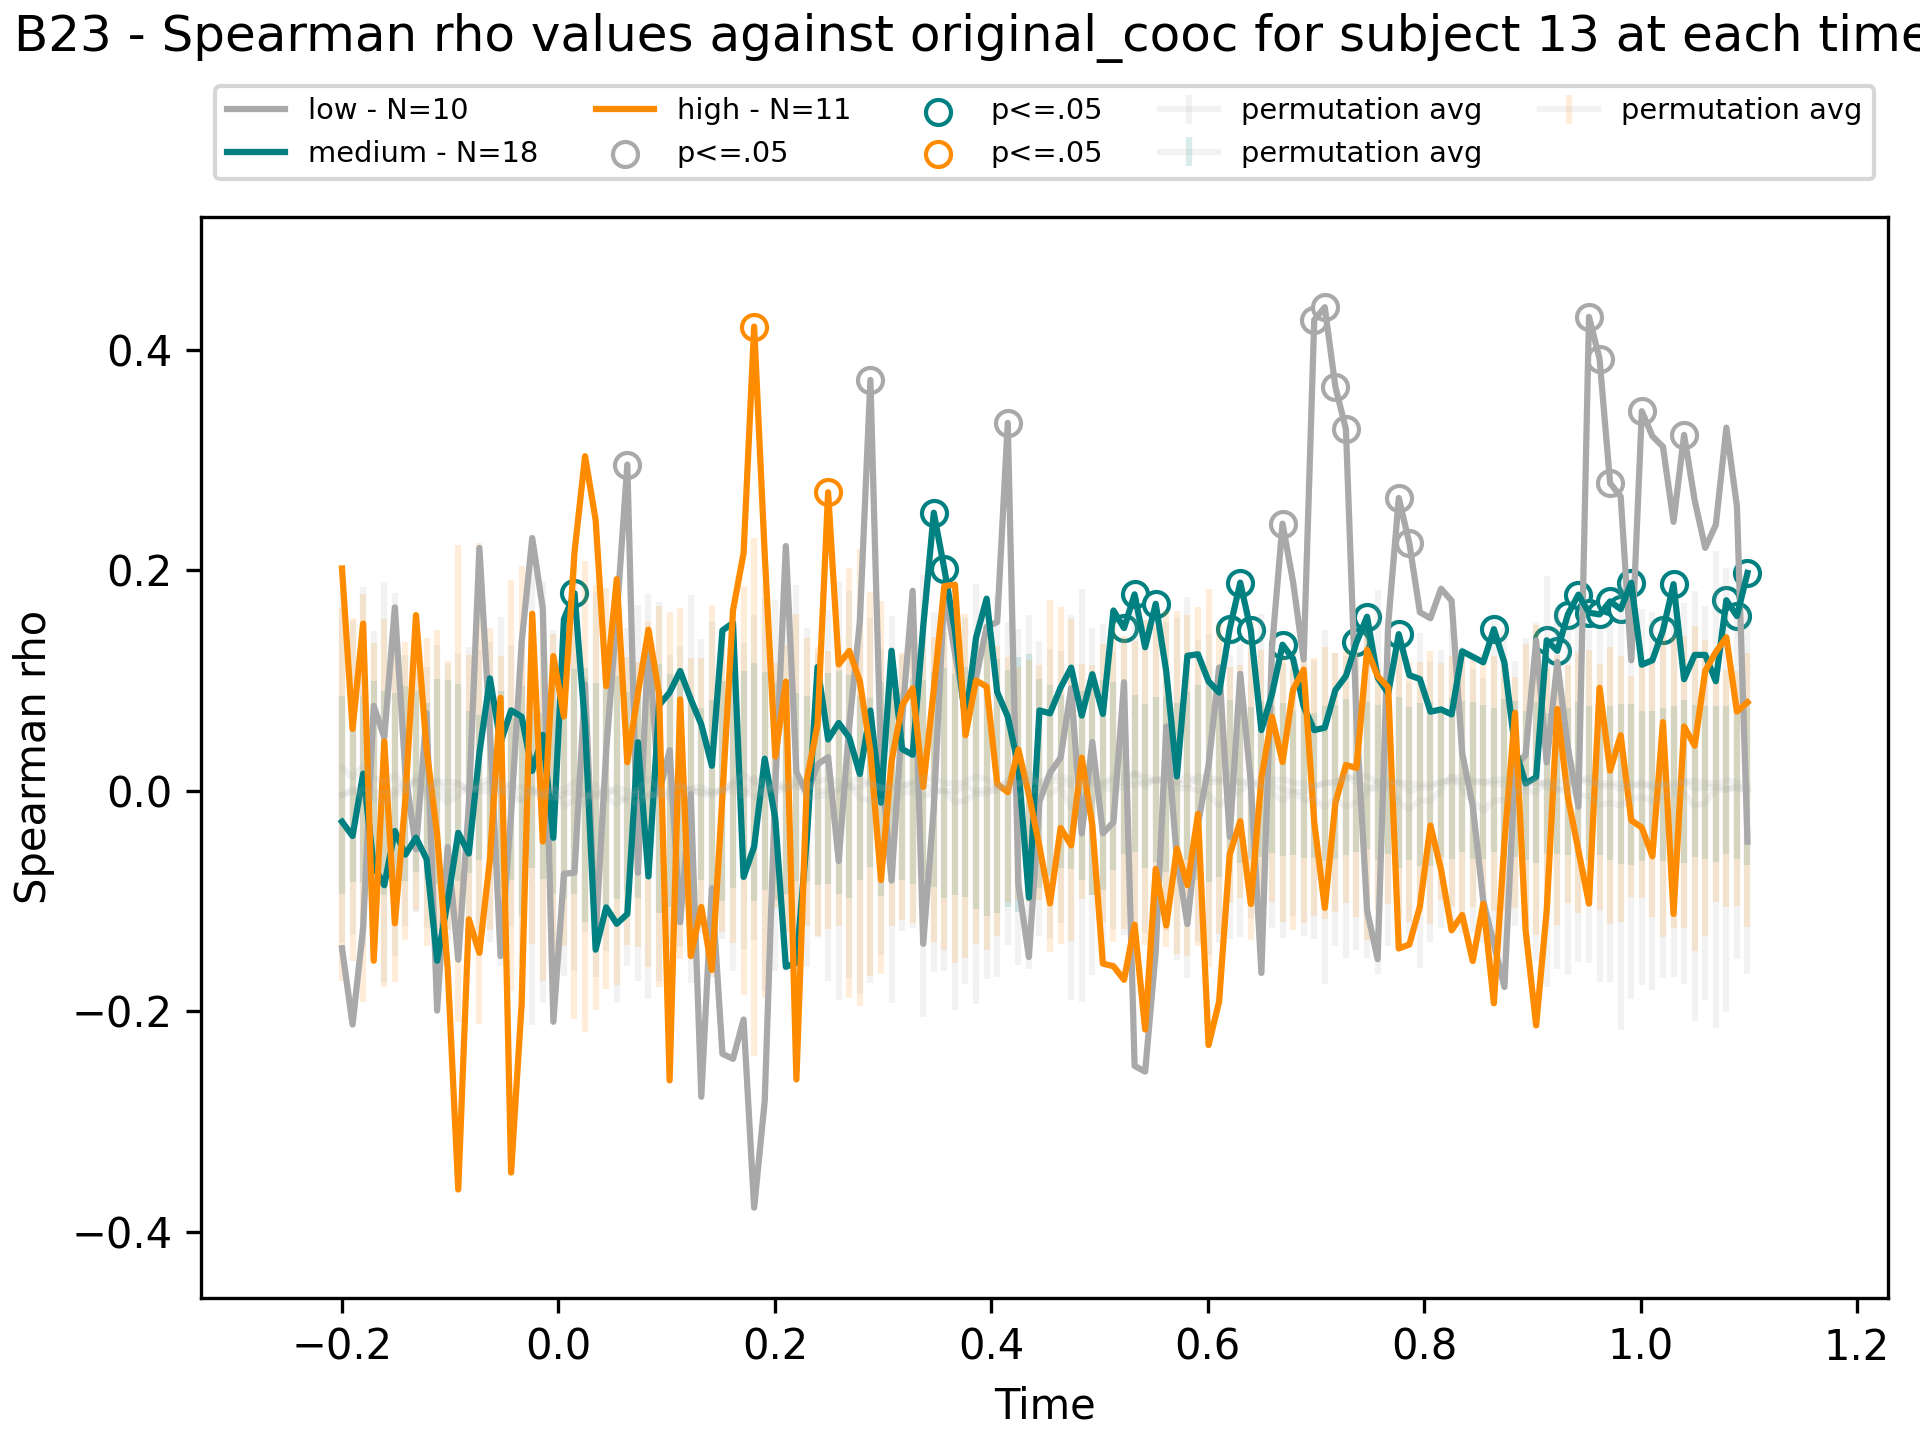 B23 - Spearman rho values against original_cooc for subject 13 at each time
low - N=10
medium - N=18
high - N=11
p<=.05
p<=.05
p<=.05
permutation avg
permutation avg
permutation avg
Spearman rho
0.4
0.2
0.0
−0.2
−0.4
−0.2 0.0 0.2 0.4 0.6 0.8 1.0 1.2
Time